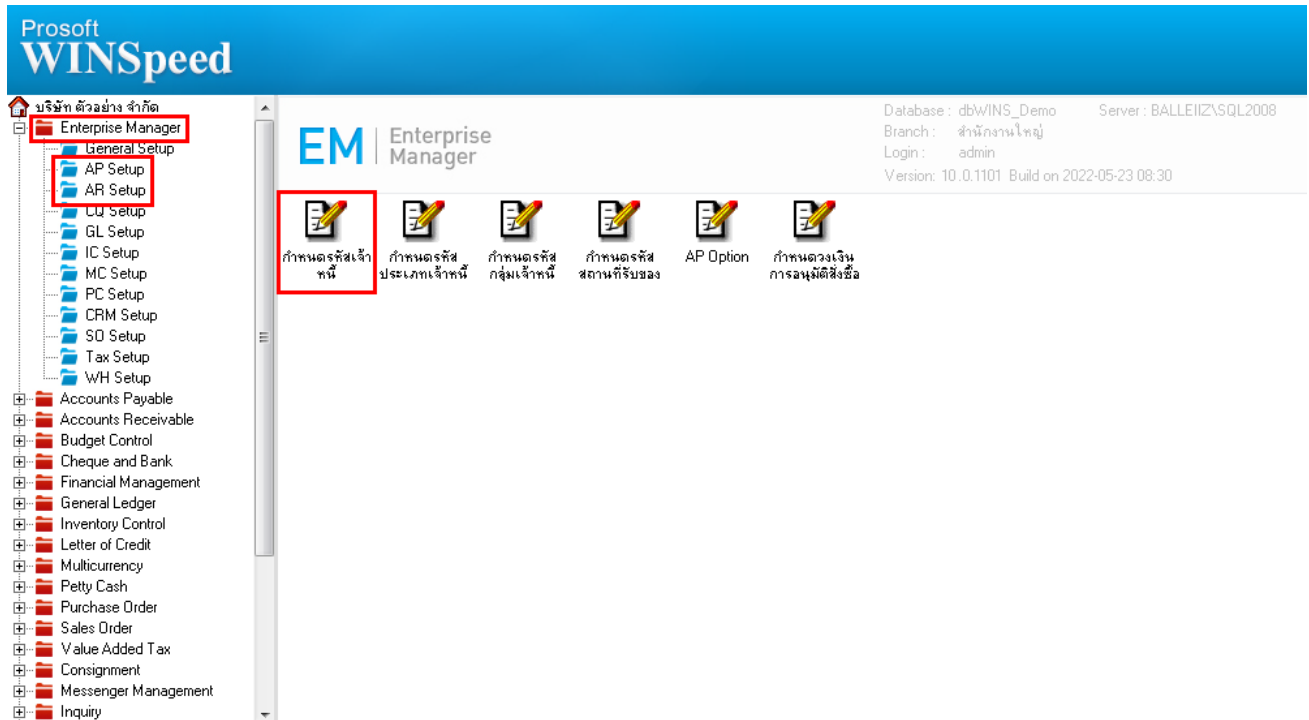 Prosoft
WINSpeed
บริษัท ตัวอย่าง จำกัด
Enterprise Manager
General Setup
AP Setup
AR Setup
CQ Setup
GL Setup
IC Setup
MC Setup
PC Setup
CRM Setup
SO Setup
Tax Setup
WH Setup
Accounts Payable
Accounts Receivable
Budget Control
Cheque and Bank
Financial Management
General Ledger
Inventory Control
Letter of Credit
Multicurrency
Petty Cash
Purchase Order
Sales Order
Value Added Tax
Consignment
Messenger Management
Inquiry
EM Enterprise
Manager
Database : dbWINS_Demo Server : BALLEIIZ\SQL2008
Branch : สำนักงานใหญ่
Login : admin
Version: 10.0.1101 Build on 2022-05-23 08:30
กำหนดรหัสเจ้า
หนี้
กำหนดรหัส
ประเภทเจ้าหนี้
กำหนดรหัส
กลุ่มเจ้าหนี้
กำหนดรหัส
สถานที่รับของ
AP Option
กำหนดวงเงิน
การอนุมัติสั่งซื้อ